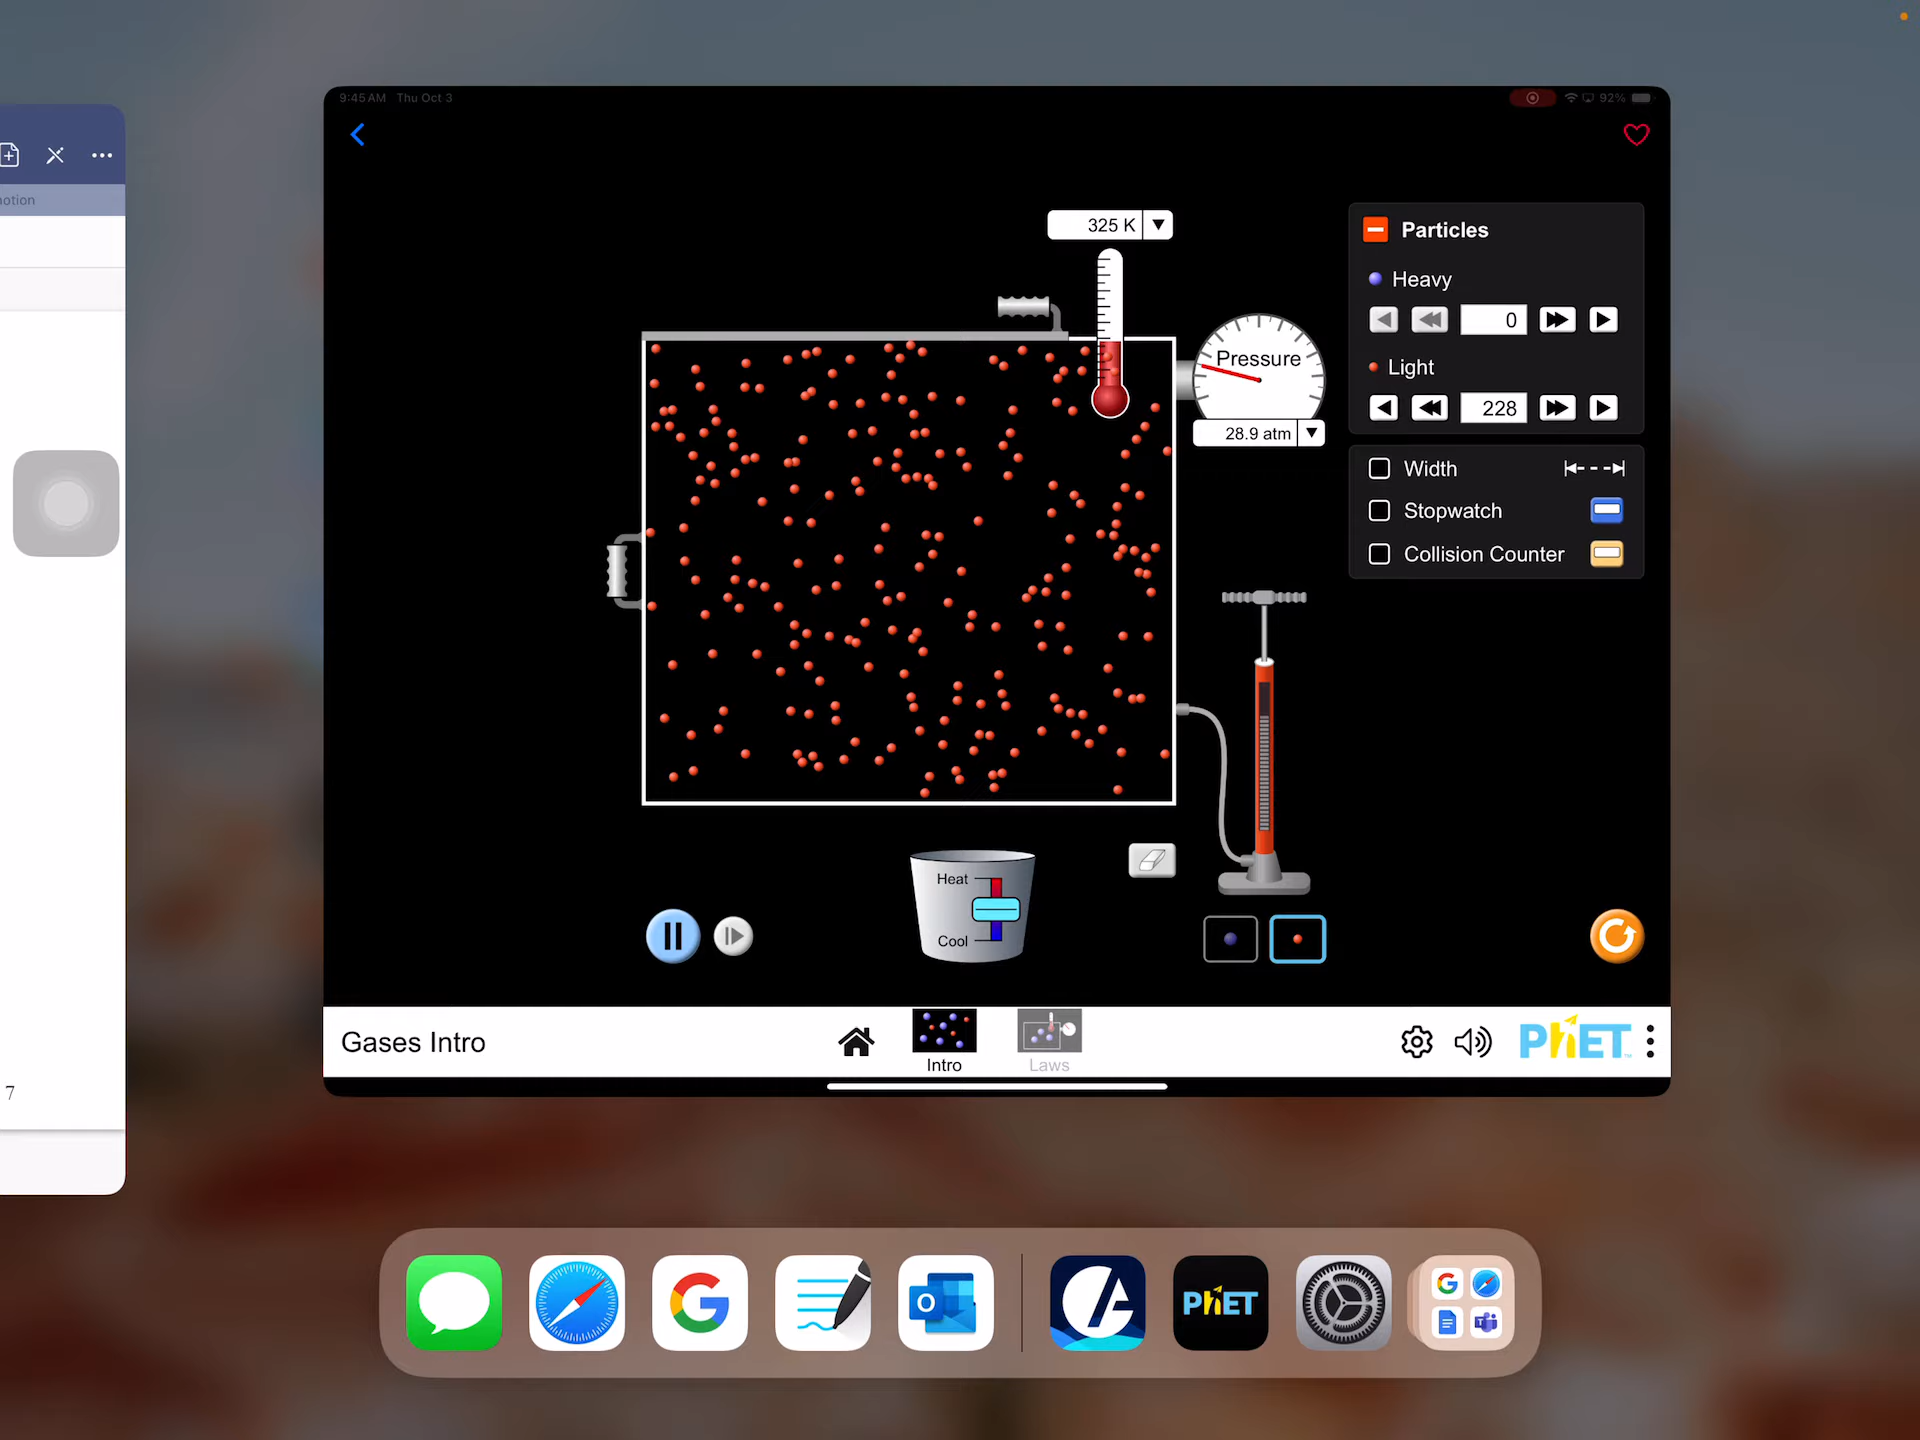 9:45 AM Thu Oct 3
92%
notion
325 K
Particles
Heavy
0
Light
228
Pressure
28.9 atm
Width
Stopwatch
Collision Counter
Heat
Cool
Gases Intro
Intro
Laws
PhET
7
PhET